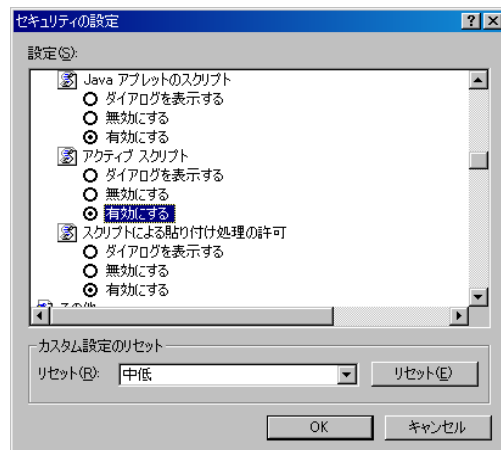 セキュリティの設定
設定(S):
Java アプレットのスクリプト
ダイアログを表示する
無効にする
有効にする
アクティブ スクリプト
ダイアログを表示する
無効にする
有効にする
スクリプトによる貼り付け処理の許可
ダイアログを表示する
無効にする
有効にする
その他
カスタム設定のリセット
リセット(R): 中低 リセット(E)
OK キャンセル